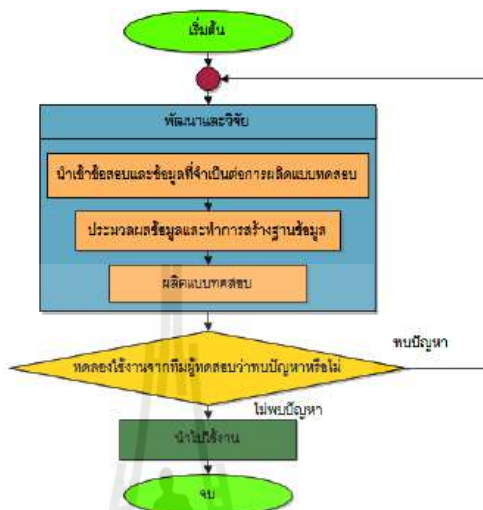 เริ่มต้น
พัฒนาและวิจัย
นำเข้าข้อสอบและข้อมูลที่จำเป็นต่อการผลิตแบบทดสอบ
ประมวลผลข้อมูลและทำการสร้างฐานข้อมูล
ผลิตแบบทดสอบ
พบปัญหา
ทดลองใช้งานจากทีมผู้ทดสอบว่าพบปัญหาหรือไม่
ไม่พบปัญหา
นำไปใช้งาน
จบ